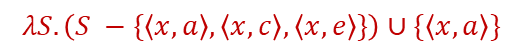 λS.(S − {⟨x, a⟩, ⟨x, c⟩, ⟨x, e⟩}) ∪ {⟨x, a⟩}